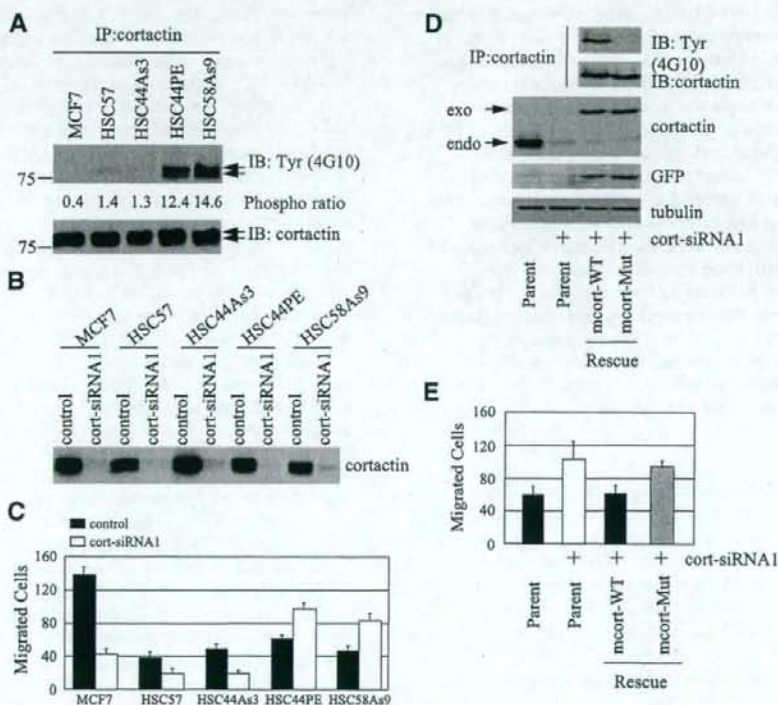 A
IP:cortactin
MCF7
HSC57
HSC44As3
HSC44PE
HSC58As9
75
IB: Tyr (4G10)
0.4 1.4 1.3 12.4 14.6 Phospho ratio
75
IB: cortactin
B
MCF7
HSC57
HSC44As3
HSC44PE
HSC58As9
control
cort-siRNA1
control
cort-siRNA1
control
cort-siRNA1
control
cort-siRNA1
control
cort-siRNA1
cortactin
C
control
cort-siRNA1
Migrated Cells
160
120
80
40
0
MCF7 HSC57 HSC44As3 HSC44PE HSC58As9
D
IP:cortactin
IB: Tyr
(4G10)
IB:cortactin
exo
endo
cortactin
GFP
tubulin
+ + + cort-siRNA1
Parent
Parent
mcort-WT
mcort-Mut
Rescue
E
Migrated Cells
160
120
80
40
0
+ + + cort-siRNA1
Parent
Parent
mcort-WT
mcort-Mut
Rescue